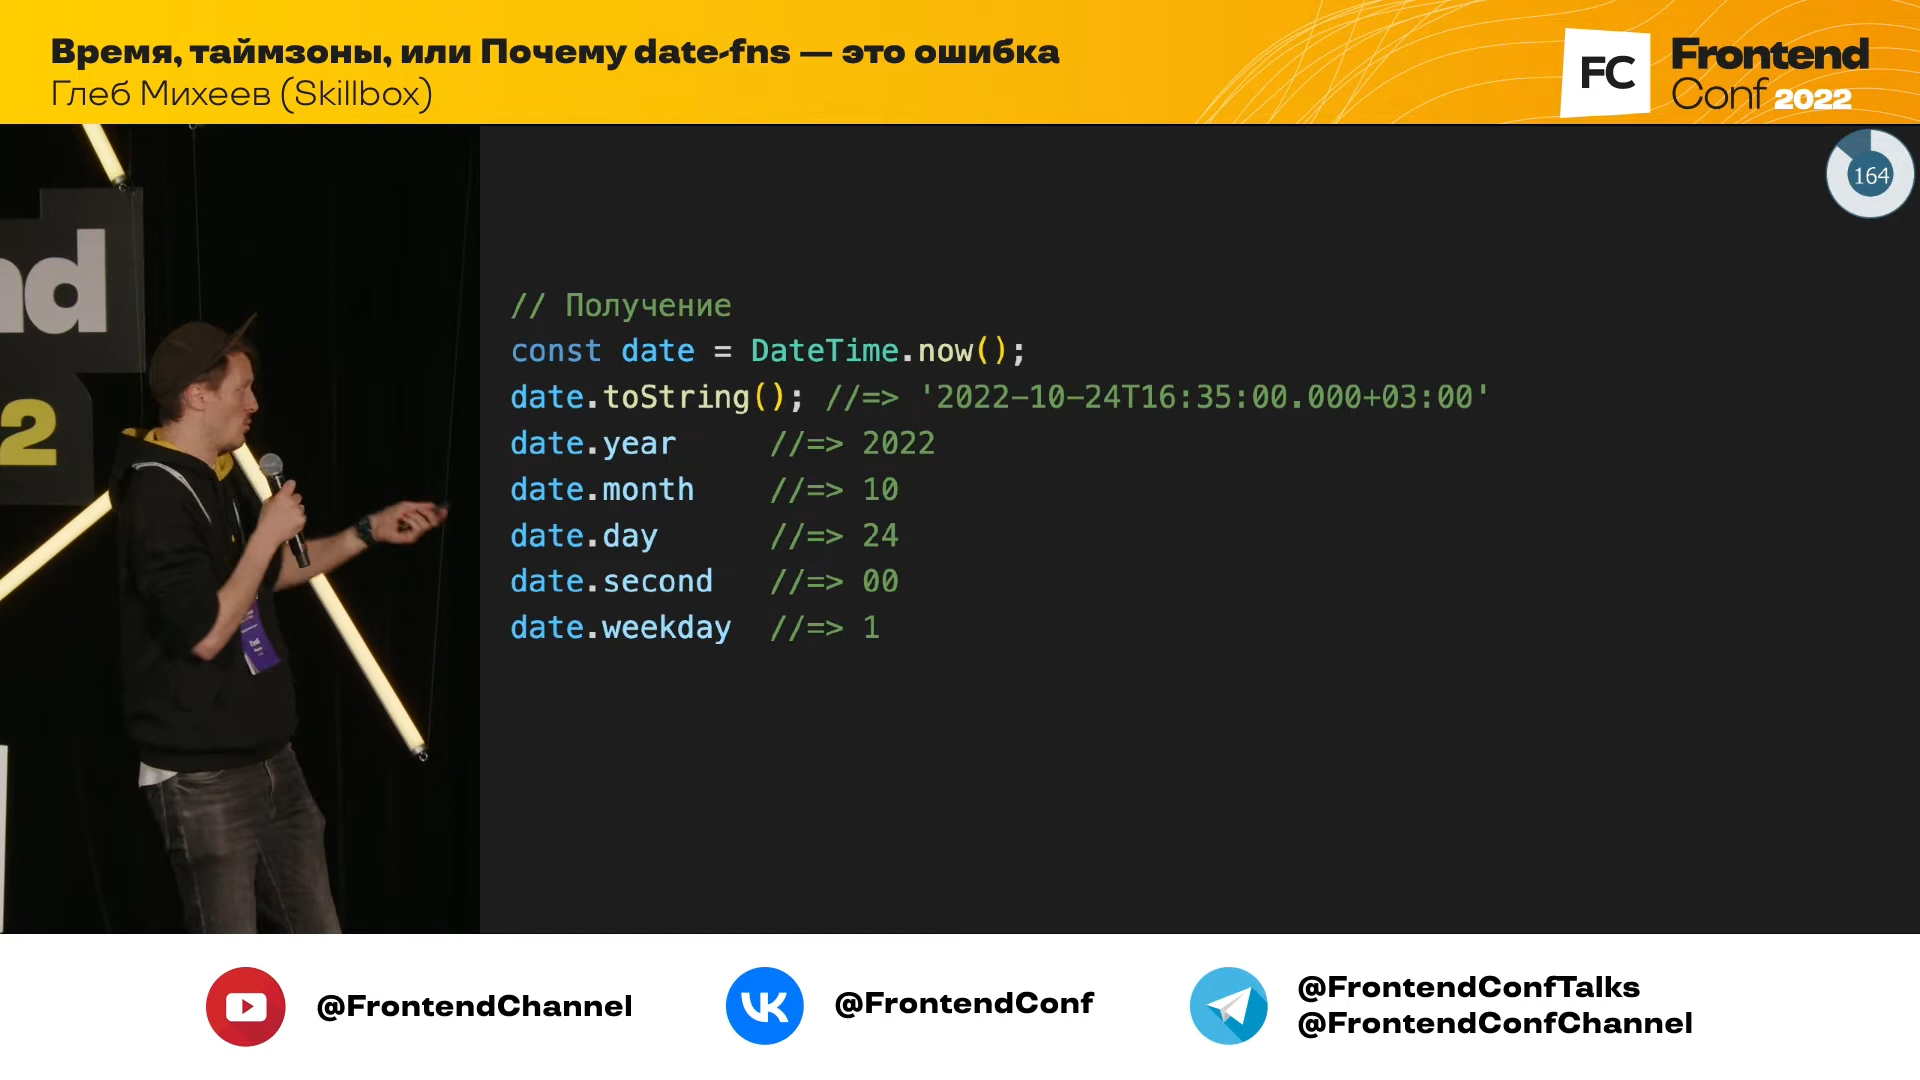 Время, таймзоны, или Почему date-fns — это ошибка
Глеб Михеев (Skillbox)
FC
Frontend
Conf 2022
164
nd
2
// Получение
const date = DateTime.now();
date.toString(); //=> '2022-10-24T16:35:00.000+03:00'
date.year //=> 2022
date.month //=> 10
date.day //=> 24
date.second //=> 00
date.weekday //=> 1
@FrontendChannel
@FrontendConf
@FrontendConfTalks
@FrontendConfChannel